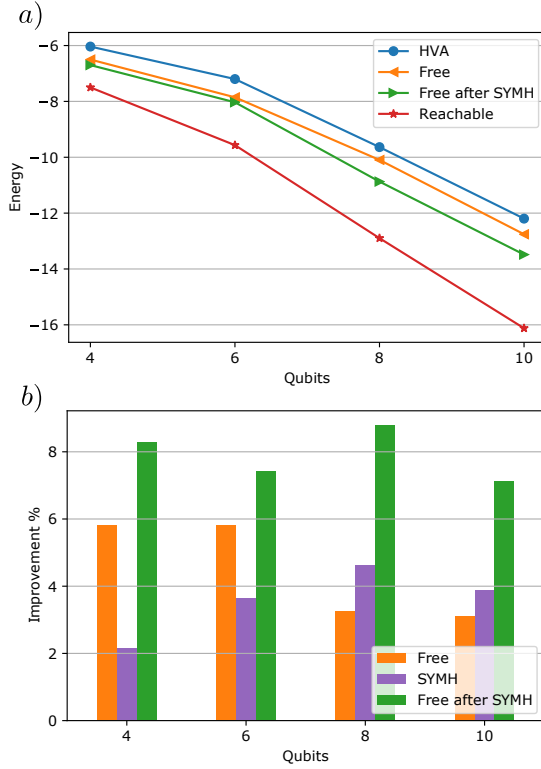 a)
−6
−8
−10
−12
−14
−16
Energy
HVA
Free
Free after SYMH
Reachable
4 6 8 10
Qubits
b)
8
6
4
2
0
Improvement %
Free
SYMH
Free after SYMH
4 6 8 10
Qubits